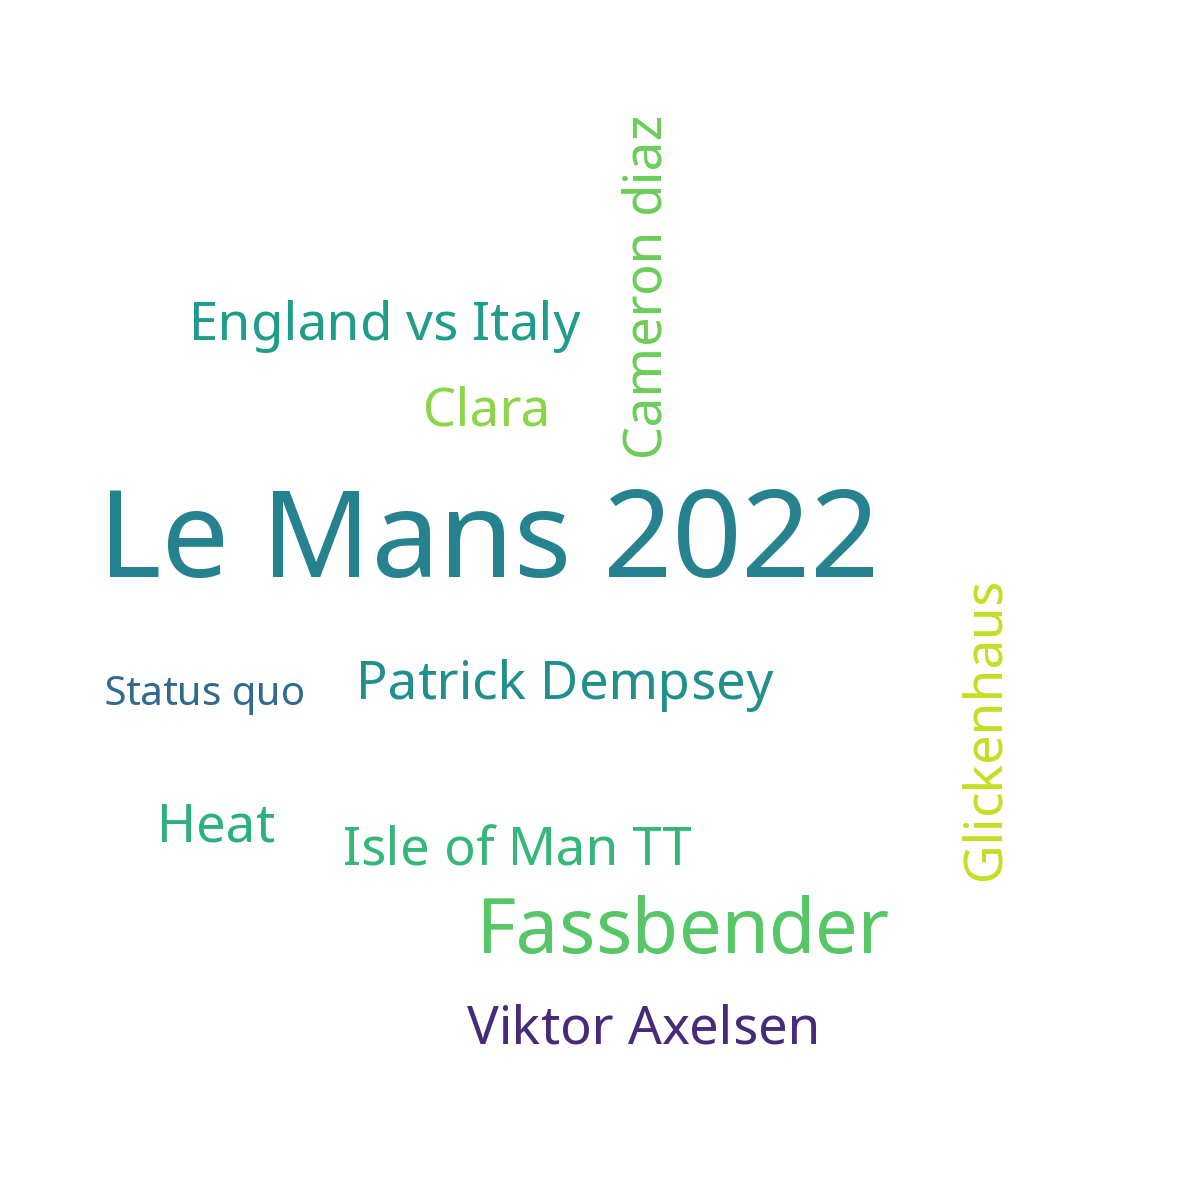 Cameron diaz
England vs Italy
Clara
Le Mans 2022
Glickenhaus
Status quo
Patrick Dempsey
Heat
Isle of Man TT
Fassbender
Viktor Axelsen